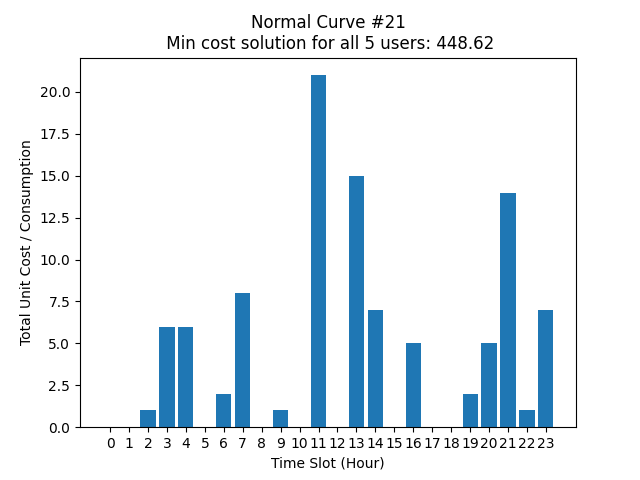 Normal Curve #21
Min cost solution for all 5 users: 448.62
Total Unit Cost / Consumption
20.0
17.5
15.0
12.5
10.0
7.5
5.0
2.5
0.0
0 1 2 3 4 5 6 7 8 9 10 11 12 13 14 15 16 17 18 19 20 21 22 23
Time Slot (Hour)